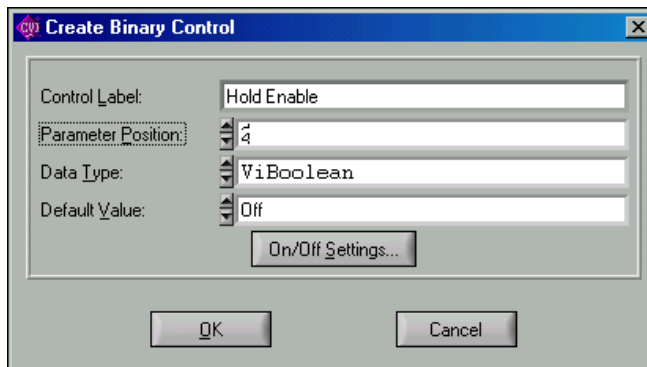 CVI Create Binary Control
Control Label: Hold Enable
Parameter Position: 4
Data Type: ViBoolean
Default Value: Off
On/Off Settings...
OK Cancel